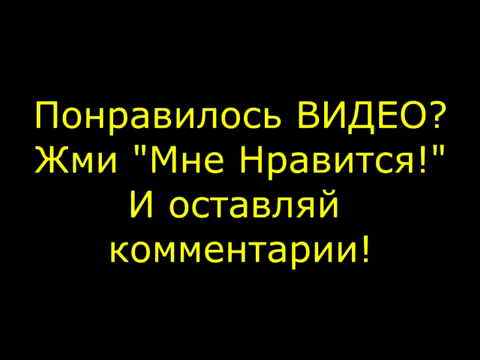 Понравилось ВИДЕО?
Жми "Мне Нравится!"
И оставляй
комментарии!